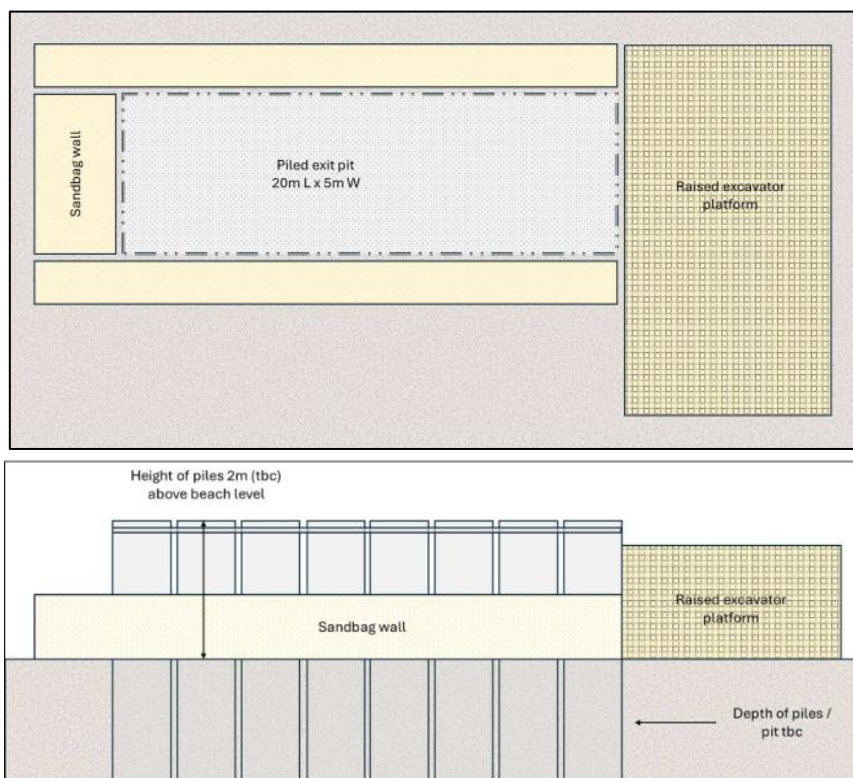 Sandbag wall
Piled exit pit
20m L x 5m W
Raised excavator
platform
Height of piles 2m (tbc)
above beach level
Sandbag wall
Raised excavator
platform
Depth of piles /
pit tbc